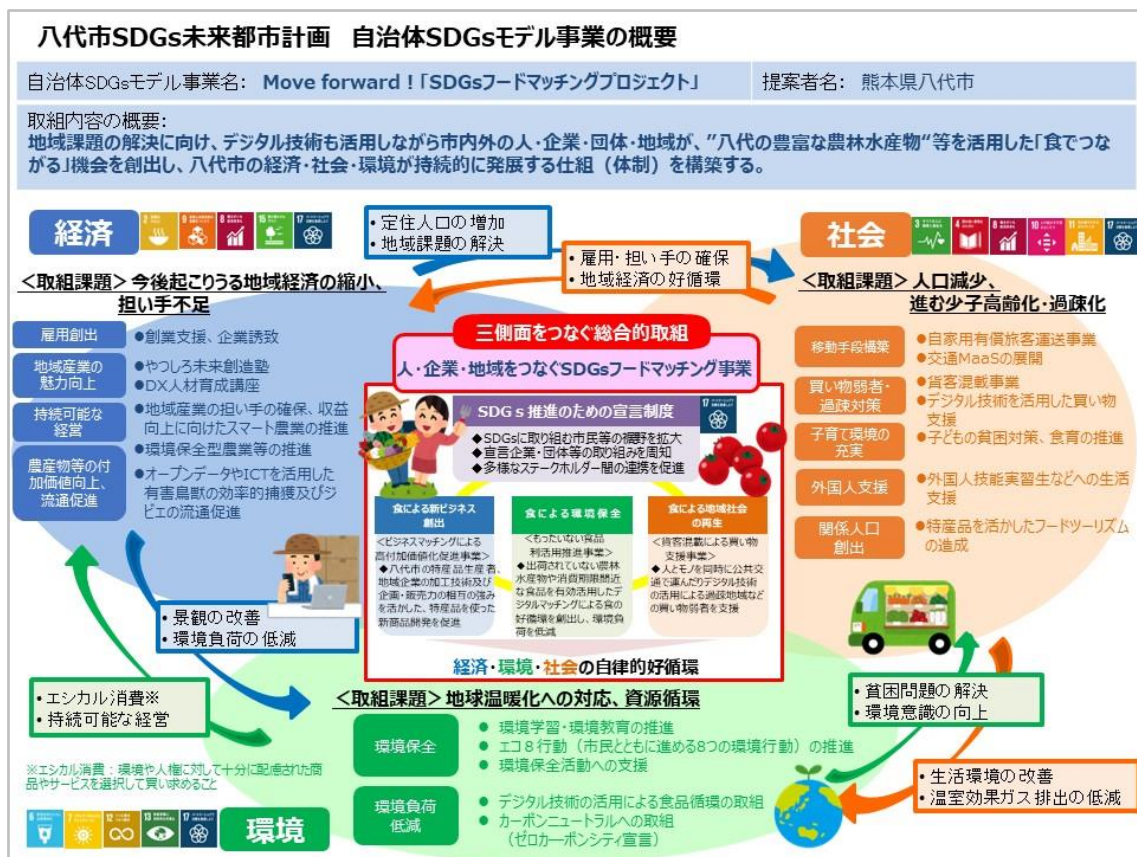 八代市SDGs未来都市計画 自治体SDGsモデル事業の概要
自治体SDGsモデル事業名： Move forward！「SDGsフードマッチングプロジェクト」
提案者名： 熊本県八代市
取組内容の概要：
地域課題の解決に向け、デジタル技術も活用しながら市内外の人・企業・団体・地域が、”八代の豊富な農林水産物“等を活用した「食でつな
がる」機会を創出し、八代市の経済・社会・環境が持続的に発展する仕組（体制）を構築する。
経済
2
9
8
15
17
• 定住人口の増加
• 地域課題の解決
• 雇用・担い手の確保
• 地域経済の好循環
社会
3
4
8
10
11
17
＜取組課題＞今後起こりうる地域経済の縮小、
担い手不足
雇用創出
●創業支援、企業誘致
地域産業の
魅力向上
●やつしろ未来創造塾
●DX人材育成講座
持続可能な
経営
●地域産業の担い手の確保、収益
向上に向けたスマート農業の推進
●環境保全型農業等の推進
農産物等の付
加価値向上、
流通促進
●オープンデータやICTを活用した
有害鳥獣の効率的捕獲及びジ
ビエの流通促進
三側面をつなぐ総合的取組
人・企業・地域をつなぐSDGsフードマッチング事業
SDGｓ推進のための宣言制度
17
◆SDGsに取り組む市民等の裾野を拡大
◆宣言企業・団体等の取り組みを周知
◆多様なステークホルダー間の連携を促進
食による新ビジネス
創出
＜ビジネスマッチングによる
高付加価値化促進事業＞
●八代市の特産品生産者、
地域企業の加工技術及び
企画・販売力の相互の強み
を活かした、特産品を使った
新商品開発を促進
食による環境保全
＜もったいない食品
利活用推進事業＞
●出荷されていない農林
水産物や消費期限間近
な食品を有効活用したデ
ジタルマッチングによる食の
好循環を創出し、環境負
荷を低減
食による地域社会
の再生
＜貨客混載による買い物
支援事業＞
●人とモノを同時に公共交
通で運んだりデジタル技術
の活用による過疎地域などの
買い物弱者を支援
経済・環境・社会の自律的好循環
＜取組課題＞人口減少、
進む少子高齢化・過疎化
移動手段構築
●自家用有償旅客運送事業
●交通MaaSの展開
買い物弱者・
過疎対策
●貨客混載事業
●デジタル技術を活用した買い物
支援
子育て環境の
充実
●子どもの貧困対策、食育の推進
外国人支援
●外国人技能実習生などへの生活
支援
関係人口
創出
●特産品を活かしたフードツーリズム
の造成
• 景観の改善
• 環境負荷の低減
• エシカル消費※
• 持続可能な経営
• 貧困問題の解決
• 環境意識の向上
• 生活環境の改善
• 温室効果ガス排出の低減
＜取組課題＞地球温暖化への対応、資源循環
環境保全
● 環境学習・環境教育の推進
● エコ８行動（市民とともに進める8つの環境行動）の推進
● 環境保全活動への支援
環境負荷
低減
● デジタル技術の活用による食品循環の取組
● カーボンニュートラルへの取組
（ゼロカーボンシティ宣言）
※エシカル消費：環境や人権に対して十分に配慮された商
品やサービスを選択して買い求めること
6
7
12
13
17
環境